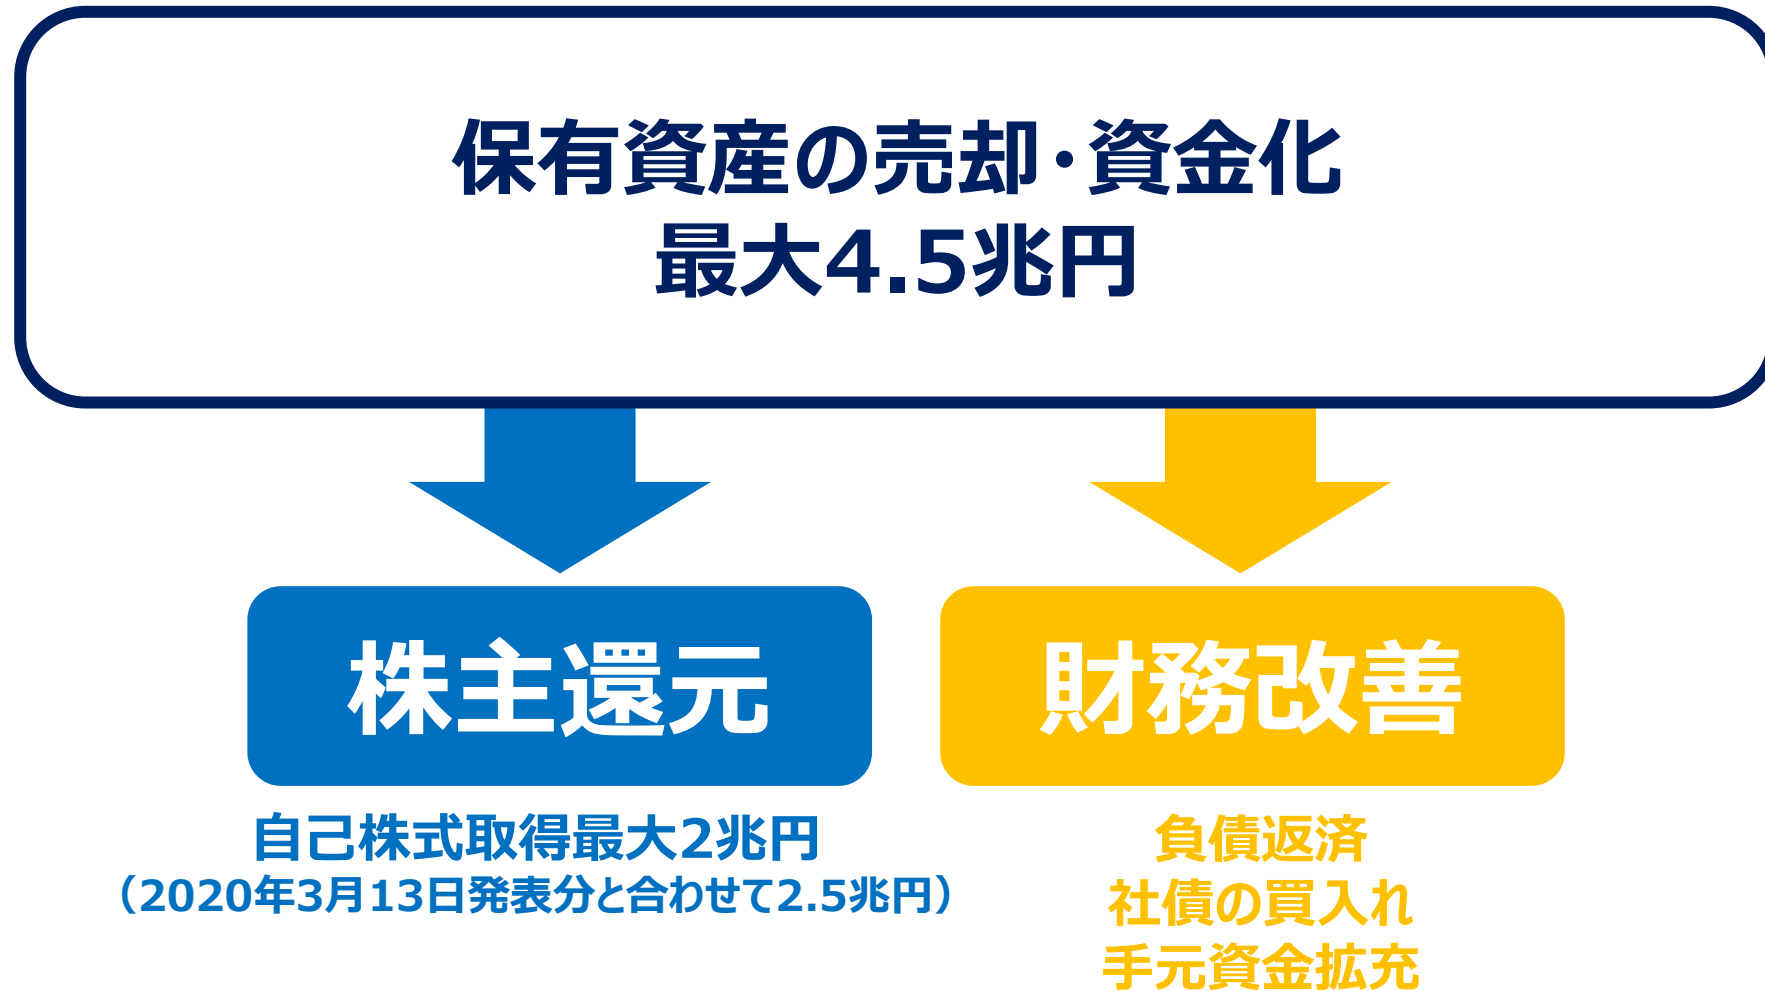 保有資産の売却・資金化
最大4.5兆円
株主還元
自己株式取得最大2兆円
（2020年3月13日発表分と合わせて2.5兆円）
財務改善
負債返済
社債の買入れ
手元資金拡充